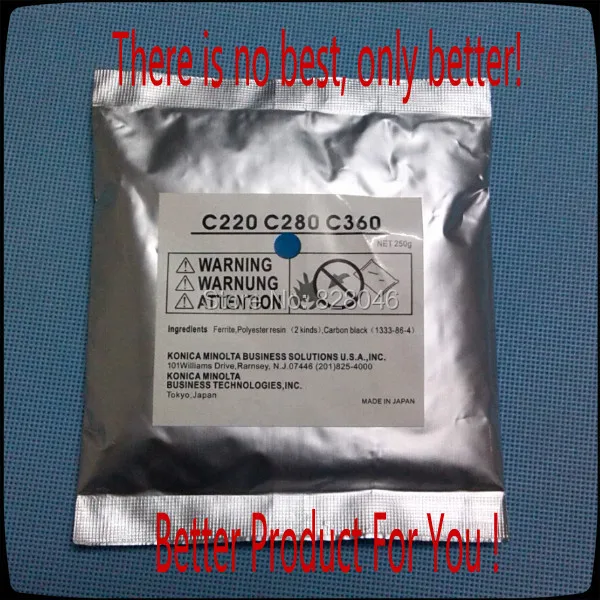 There is no best, only better!
C220 C280 C360
NET 250g
WARNING
WARNUNG
ATTENTION
Store No: 828046
Ingredients Ferrite,Polyester resin (2 kinds),Carbon black (1333-86-4)
KONICA MINOLTA BUSINESS SOLUTIONS U.S.A.,INC.
101Williams Drive,Ramsey, N.J.07446 (201)825-4000
KONICA MINOLTA
BUSINESS TECHNOLOGIES,INC.
Tokyo,Japan
MADE IN JAPAN
Better Product For You !